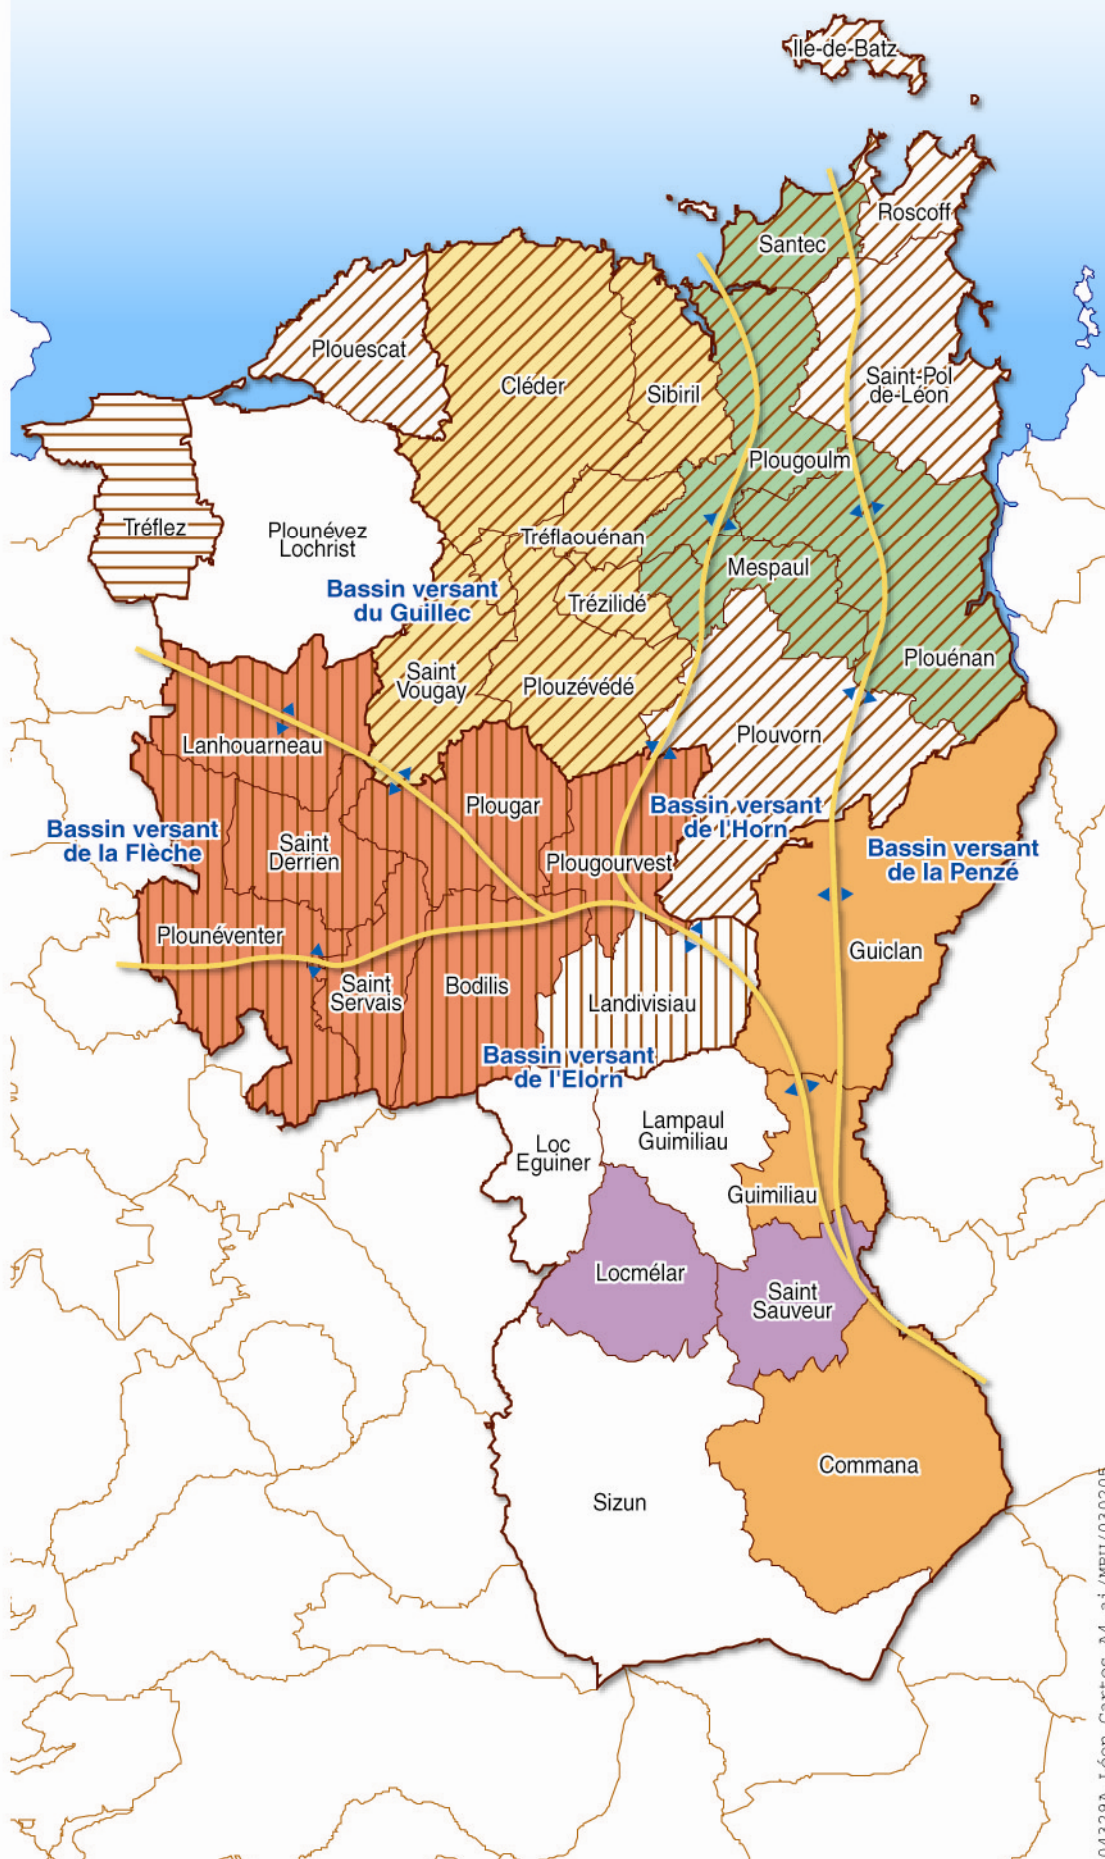 Ile-de-Batz
Roscoff
Santec
Plouescat
Cléder
Sibiril
Saint-Pol
de-Léon
Plougoulm
Tréflez
Plounévez
Lochrist
Tréflaouénan
Mespaul
Bassin versant
du Guillec
Trézilidé
Plouénan
Saint
Vougay
Plouzévédé
Plouvorn
Lanhouarneau
Plougar
Bassin versant
de l'Horn
Bassin versant
de la Flèche
Saint
Derrien
Plougourvest
Bassin versant
de la Penzé
Plounéventer
Guiclan
Saint
Servais
Bodilis
Landivisiau
Bassin versant
de l'Elorn
Loc
Eguiner
Lampaul
Guimiliau
Guimiliau
Locmélar
Saint
Sauveur
Commana
Sizun